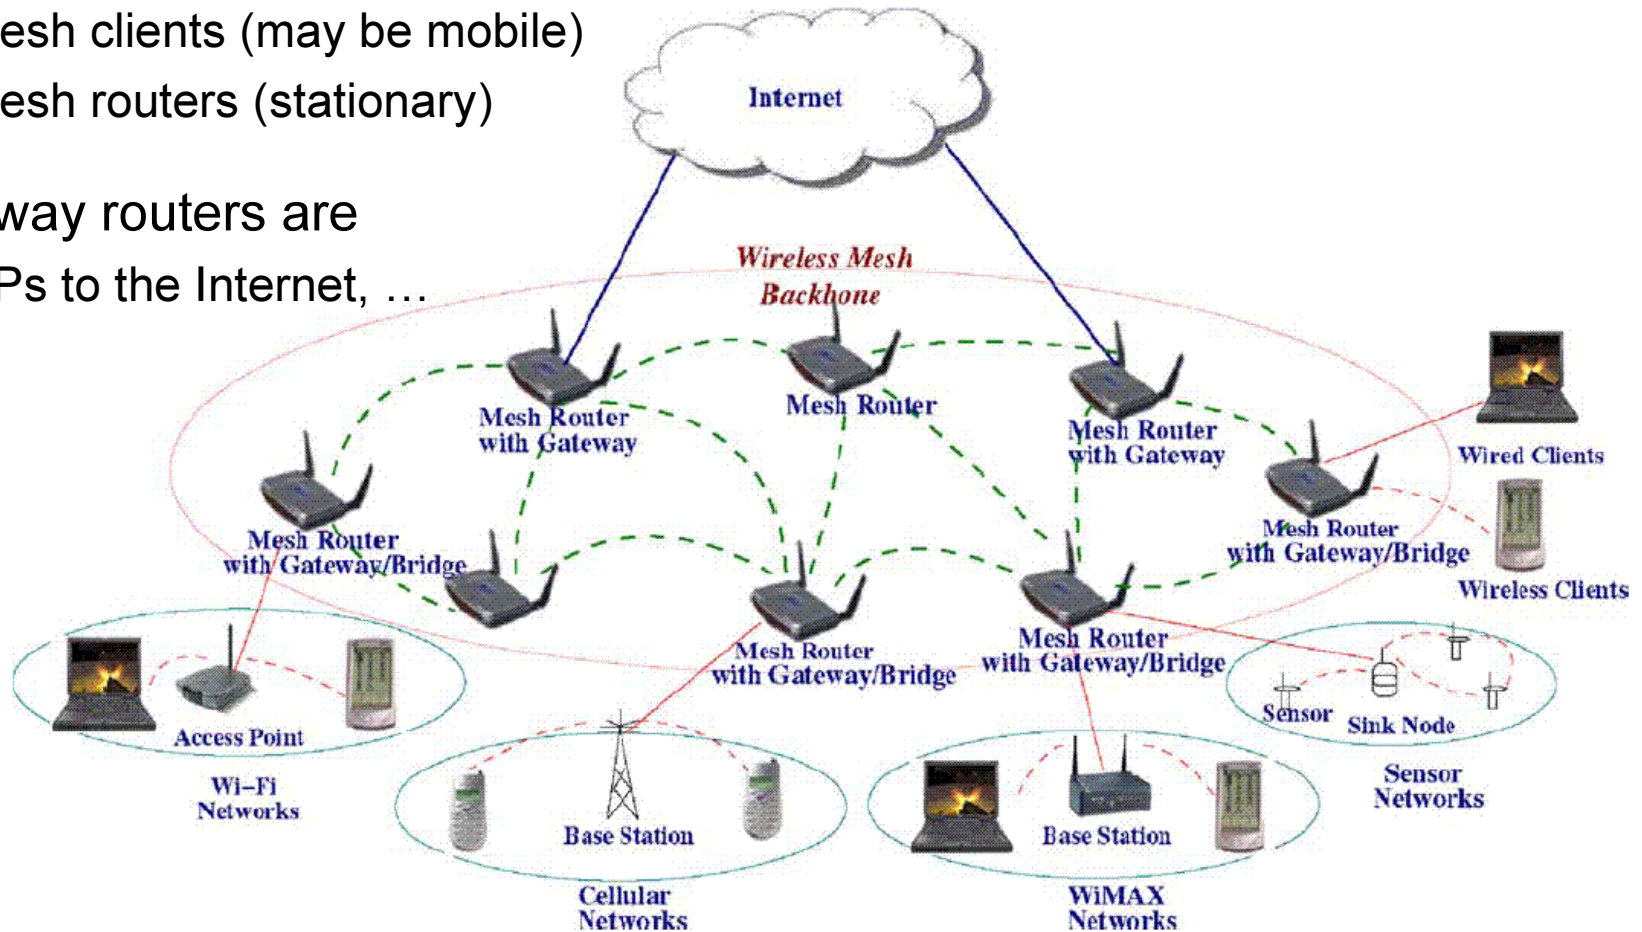 esh clients (may be mobile)
esh routers (stationary)
way routers are
Ps to the Internet, …
Internet
Wireless Mesh
Backbone
Mesh Router
with Gateway
Mesh Router
Mesh Router
with Gateway
Wired Clients
Mesh Router
with Gateway/Bridge
Mesh Router
with Gateway/Bridge
Wireless Clients
Mesh Router
with Gateway/Bridge
Mesh Router
with Gateway/Bridge
Access Point
Wi-Fi
Networks
Base Station
Cellular
Networks
Base Station
WiMAX
Networks
Sensor
Sink Node
Sensor
Networks